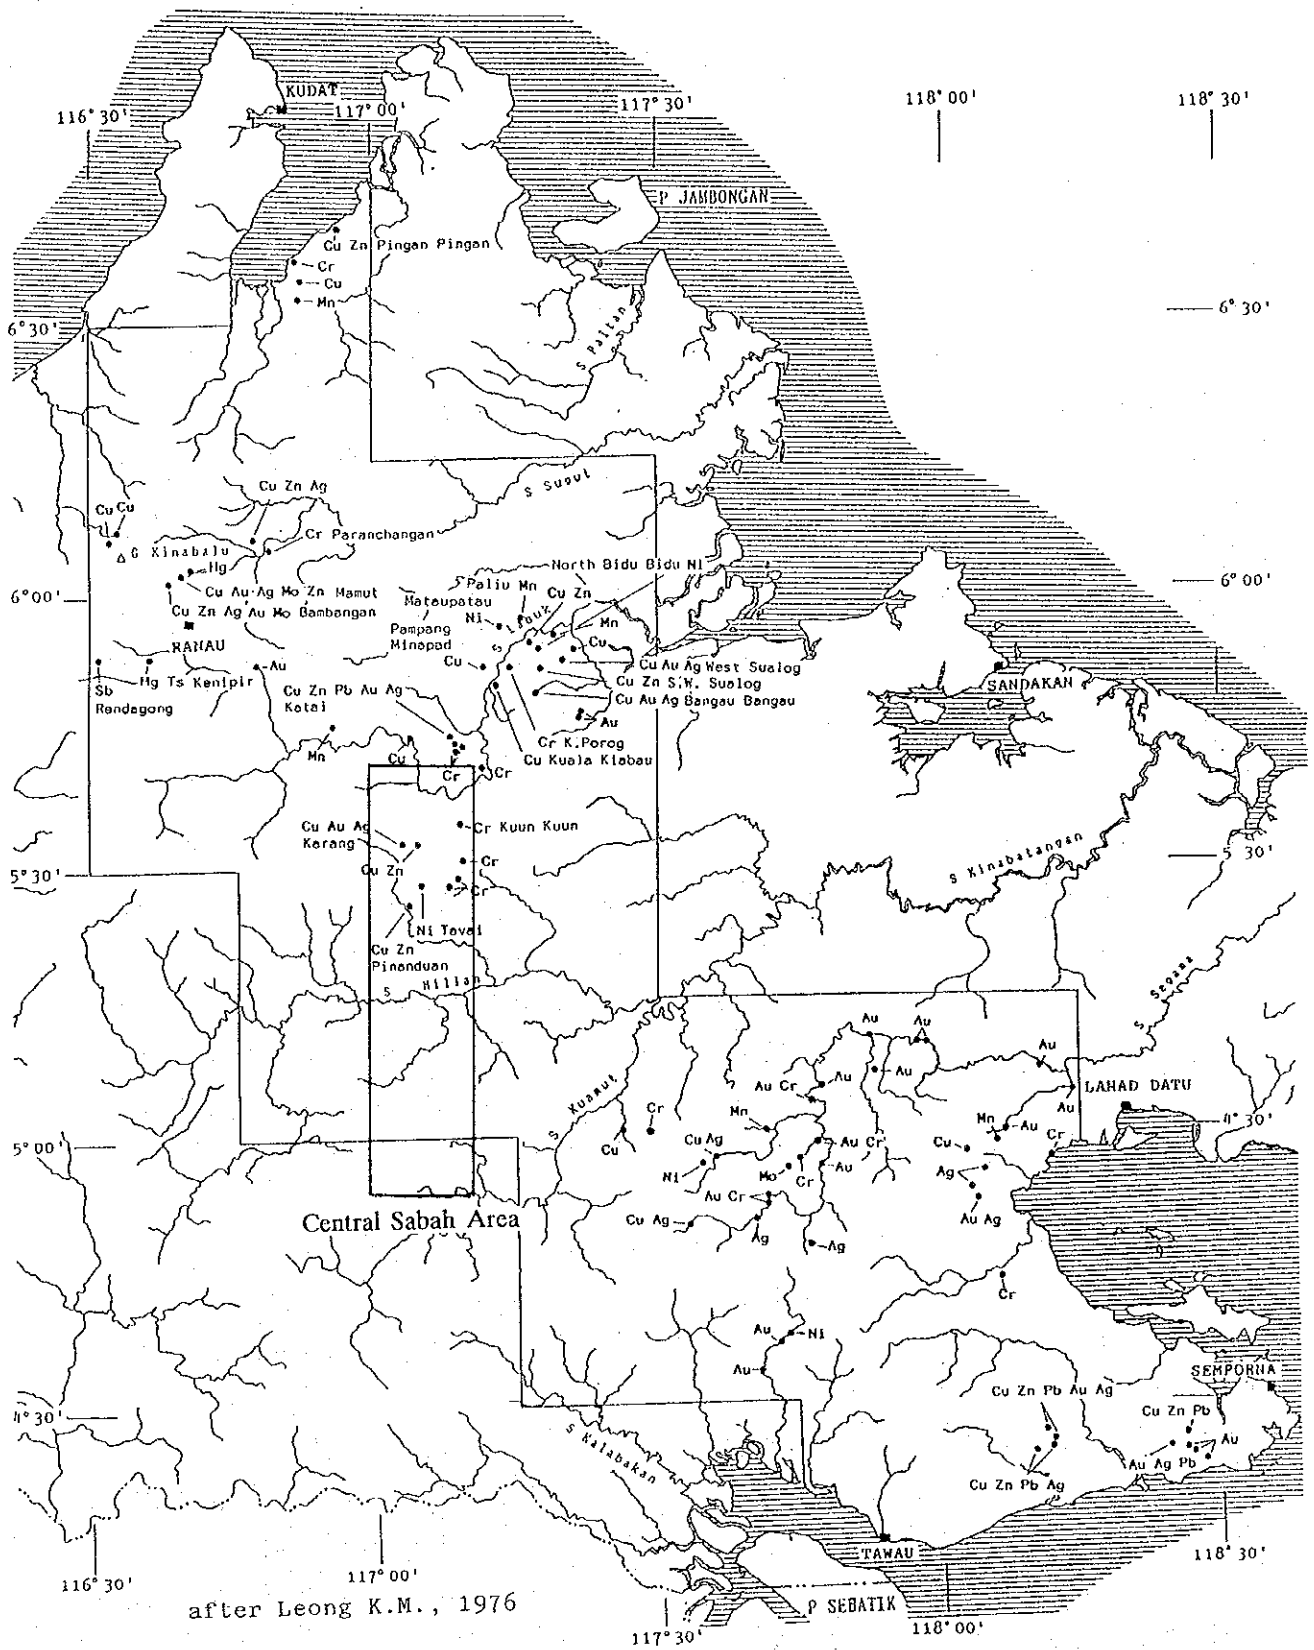 KUDAT
116° 30'
117° 00'
117° 30'
118° 00'
118° 30'
P JAMBONGAN
Cu Zn Pingan Pingan
Cr
Cu
Mn
6° 30'
6° 30'
S Paitan
S Sugut
Cu Zn Ag
Cu Cu
G Kinabalu
Cr Paranchangan
Hg
North Bidu Bidu Ni
Cu Au Ag Mo Zn Mamut
Paliu Mn
Cu Zn
6° 00'
6° 00'
Cu Zn Ag Au Mo Bambangan
Mataupatau
Ni
S Labuk
Mn
RANAU
Pampang
Minapad
Cu
Au
Cu
Cu Au Ag West Sualog
Sb
Rendagong
Hg Ts Kenipir
Cu Zn S.W. Sualog
SANDAKAN
Cu Zn Pb Au Ag
Katai
Cu Au Ag Bangau Bangau
Au
Mn
Cu
Cr
Cr
Cr K.Porog
Cu Kuala Kiabau
Cu Au Ag
Karang
Cr Kuun Kuun
Cr
S Kinabatangan
5 30'
5° 30'
Cu Zn
Cr
Ni Tavai
Cu Zn
Pinanduan
S Milian
S Segama
Au
Au
Au
Au Cr
Au
Au
LAHAD DATU
S Kuamut
Cr
Mn
Mn
Au
Au
4° 30'
5° 00'
Cu
Cu Ag
Au Cr
Cu
Cr
Ni
Mo
Cr
Au
Ag
Au Cr
Central Sabah Area
Cu Ag
Ag
Ag
Au Ag
Cr
Au
Ni
Au
SEMPORNA
Cu Zn Pb Au Ag
4° 30'
Cu Zn Pb
S Kalabakan
Au
Au Ag Pb
Cu Zn Pb Ag
TAWAU
118° 30'
116° 30'
117° 00'
after Leong K.M., 1976
P SEBATIK
117° 30'
118° 00'